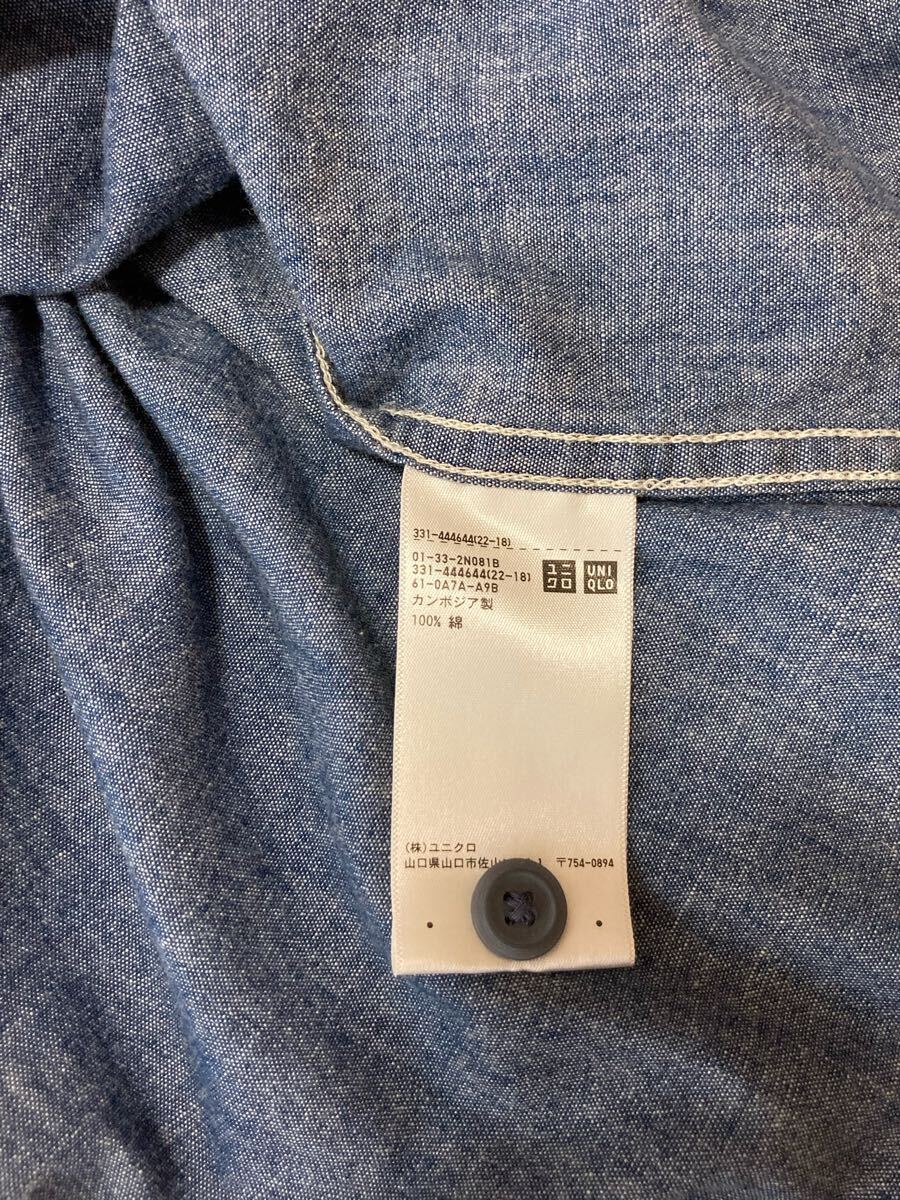 331-444644(22-18)
01-33-2N081B
331-444644(22-18)
61-0A7A-A9B
カンボジア製
100% 綿
ユニ
クロ
UNI
QLO
(株)ユニクロ
山口県山口市佐山 〒754-0894